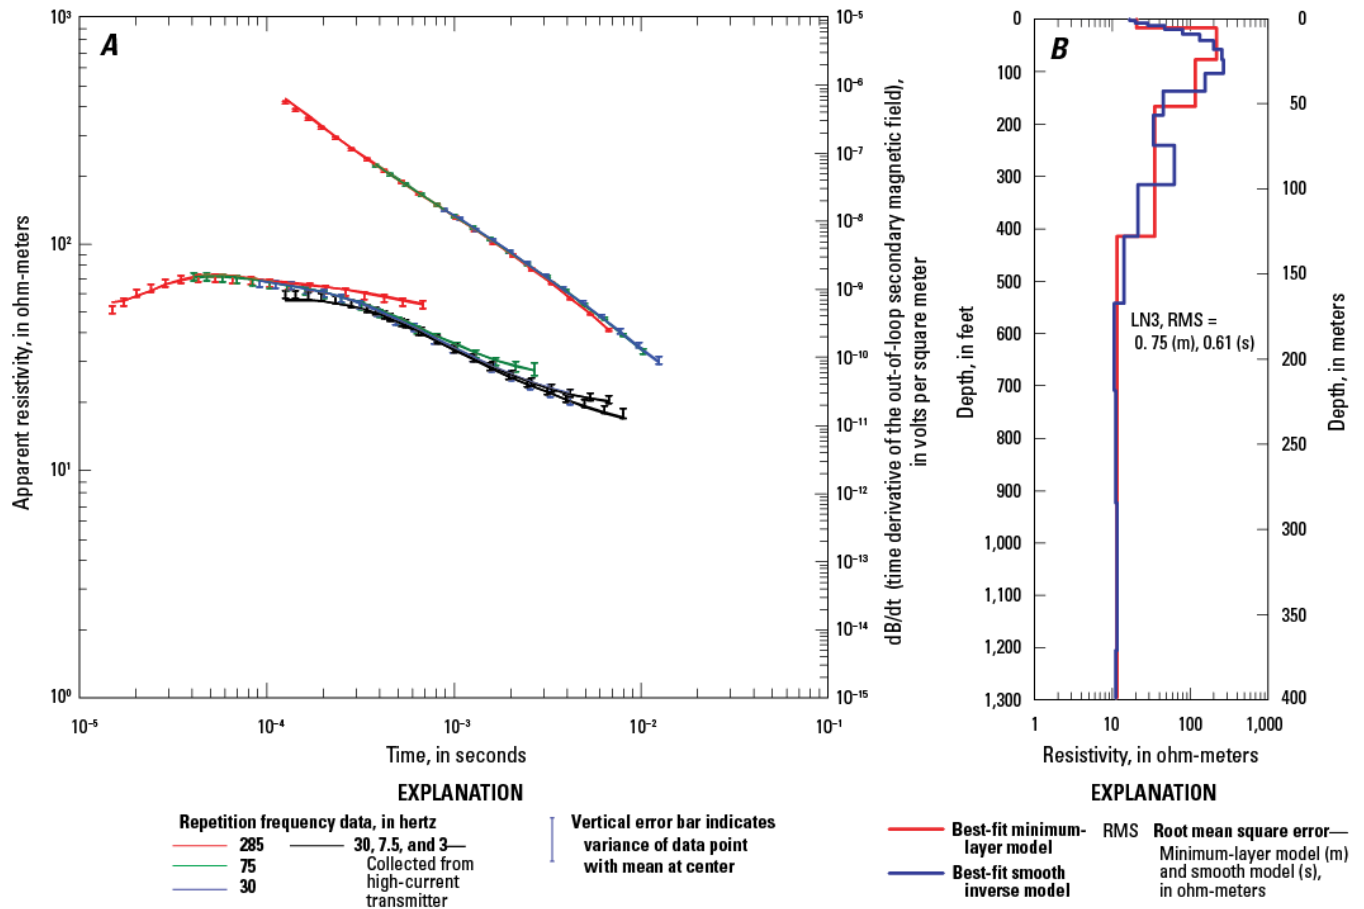 A
10³
10²
10¹
10⁰
Apparent resistivity, in ohm-meters
10⁻⁵
10⁻⁴
10⁻³
10⁻²
10⁻¹
Time, in seconds
10⁻⁵
10⁻⁶
10⁻⁷
10⁻⁸
10⁻⁹
10⁻¹⁰
10⁻¹¹
10⁻¹²
10⁻¹³
10⁻¹⁴
10⁻¹⁵
dB/dt (time derivative of the out-of-loop secondary magnetic field),
in volts per square meter
B
0
50
100
200
300
400
500
600
700
800
900
1,000
1,100
1,200
1,300
Depth, in feet
LN3, RMS =
0. 75 (m), 0.61 (s)
0
50
100
150
200
250
300
350
400
Depth, in meters
1
10
100
1,000
Resistivity, in ohm-meters
EXPLANATION
Repetition frequency data, in hertz
285
75
30
30, 7.5, and 3—
Collected from
high-current
transmitter
Vertical error bar indicates
variance of data point
with mean at center
EXPLANATION
Best-fit minimum-
layer model
Best-fit smooth
inverse model
RMS Root mean square error—
Minimum-layer model (m)
and smooth model (s),
in ohm-meters